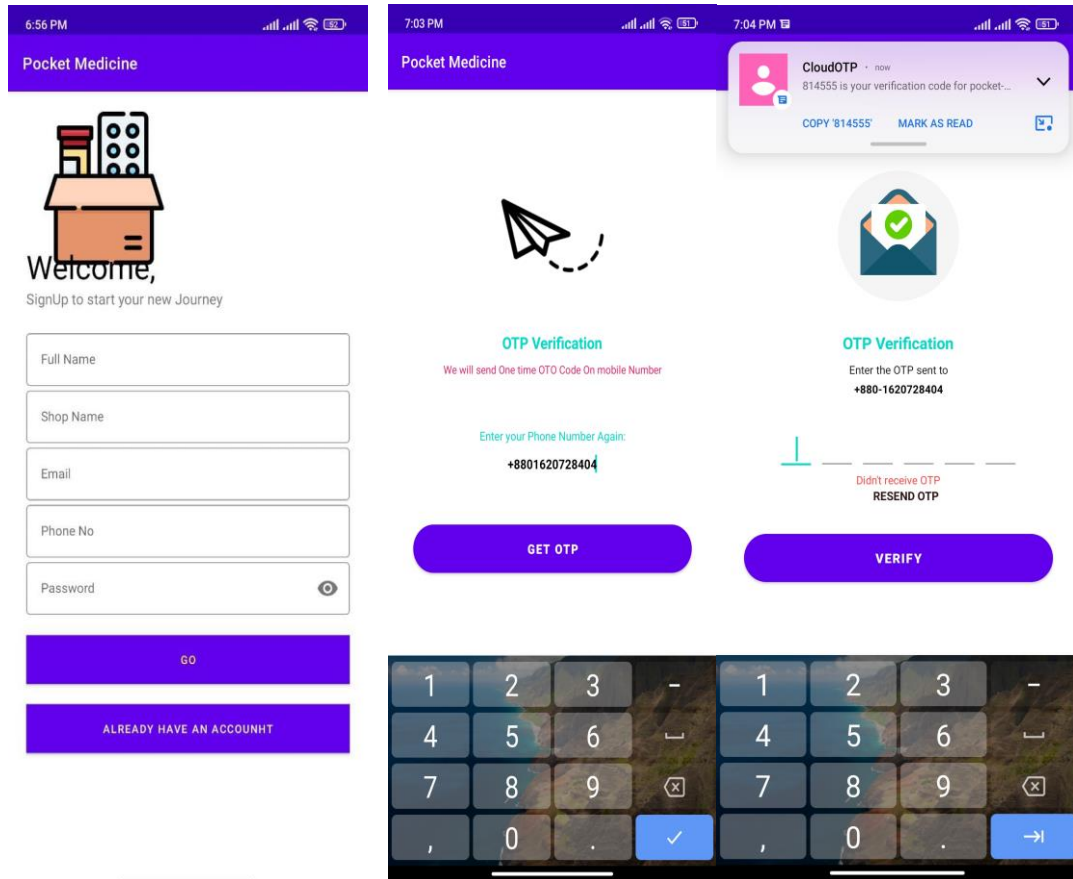 6:56 PM
52
Pocket Medicine
Welcome,
SignUp to start your new Journey
Full Name
Shop Name
Email
Phone No
Password
GO
ALREADY HAVE AN ACCOUNHT
7:03 PM
51
Pocket Medicine
OTP Verification
We will send One time OTO Code On mobile Number
Enter your Phone Number Again:
+8801620728404
GET OTP
1 2 3 -
4 5 6
7 8 9
, 0 .
7:04 PM
51
CloudOTP · now
814555 is your verification code for pocket-...
COPY '814555' MARK AS READ
OTP Verification
Enter the OTP sent to
+880-1620728404
Didn't receive OTP
RESEND OTP
VERIFY
1 2 3 -
4 5 6
7 8 9
, 0 .